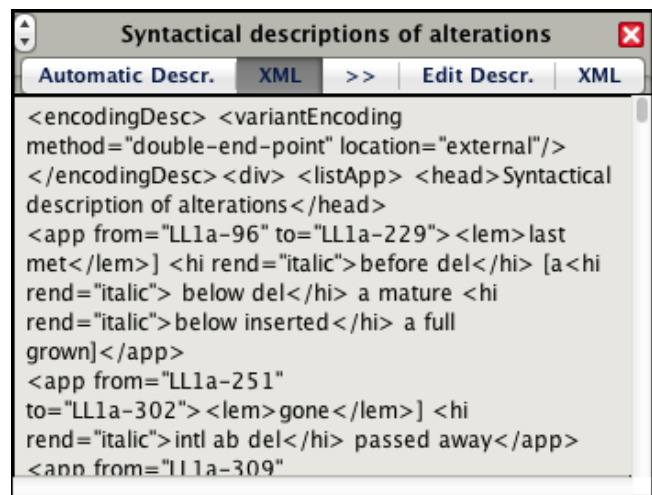 Syntactical descriptions of alterations
Automatic Descr. XML >> Edit Descr. XML
<encodingDesc> <variantEncoding
method="double-end-point" location="external"/>
</encodingDesc><div> <listApp> <head>Syntactical
description of alterations</head>
<app from="LL1a-96" to="LL1a-229"><lem>last
met</lem>] <hi rend="italic">before del</hi> [a<hi
rend="italic"> below del</hi> a mature <hi
rend="italic">below inserted</hi> a full
grown]</app>
<app from="LL1a-251"
to="LL1a-302"><lem>gone</lem>] <hi
rend="italic">intl ab del</hi> passed away</app>
<app from="LL1a-309"